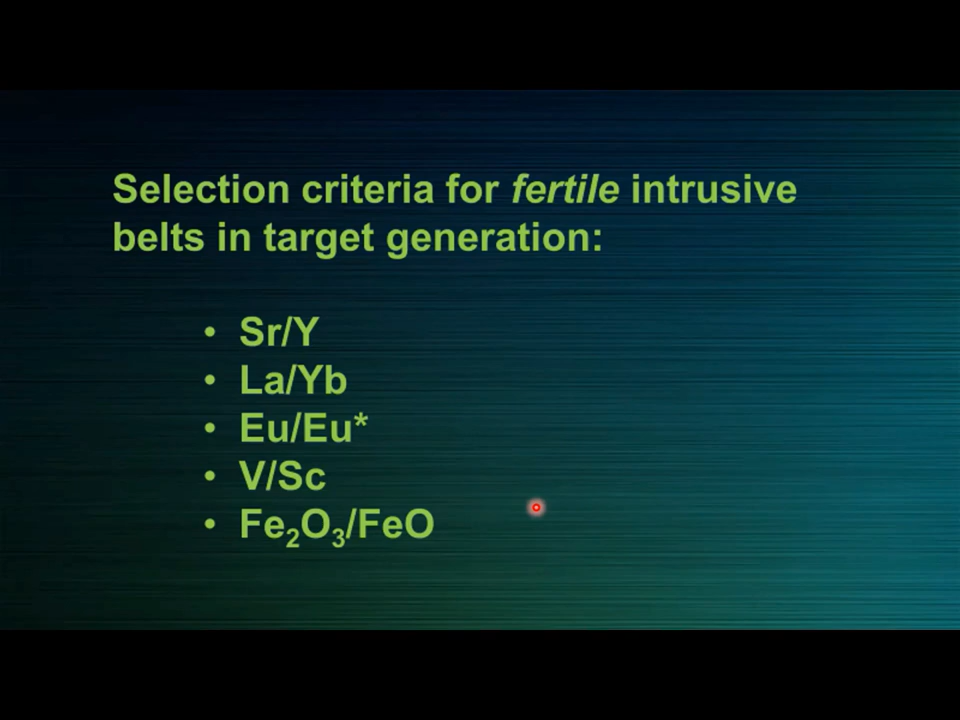 Selection criteria for fertile intrusive
belts in target generation:
• Sr/Y
• La/Yb
• Eu/Eu*
• V/Sc
• Fe₂O₃/FeO